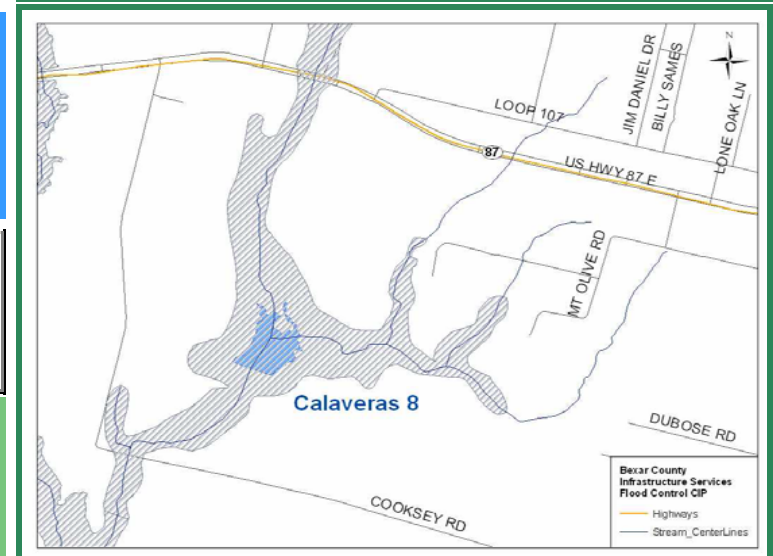 N
JIM DANIEL DR
BILLY SAMES
LONE OAK LN
LOOP 107
87
US HWY 87 E
MT OLIVE RD
Calaveras 8
DUBOSE RD
COOKSEY RD
Bexar County
Infrastructure Services
Flood Control CIP
Highways
Stream_CenterLines